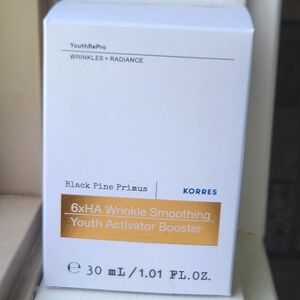 YouthRePro
WRINKLES + RADIANCE
Black Pine Primus
KORRES
6xHA Wrinkle Smoothing
Youth Activator Booster
℮ 30 mL/1.01 FL.OZ.